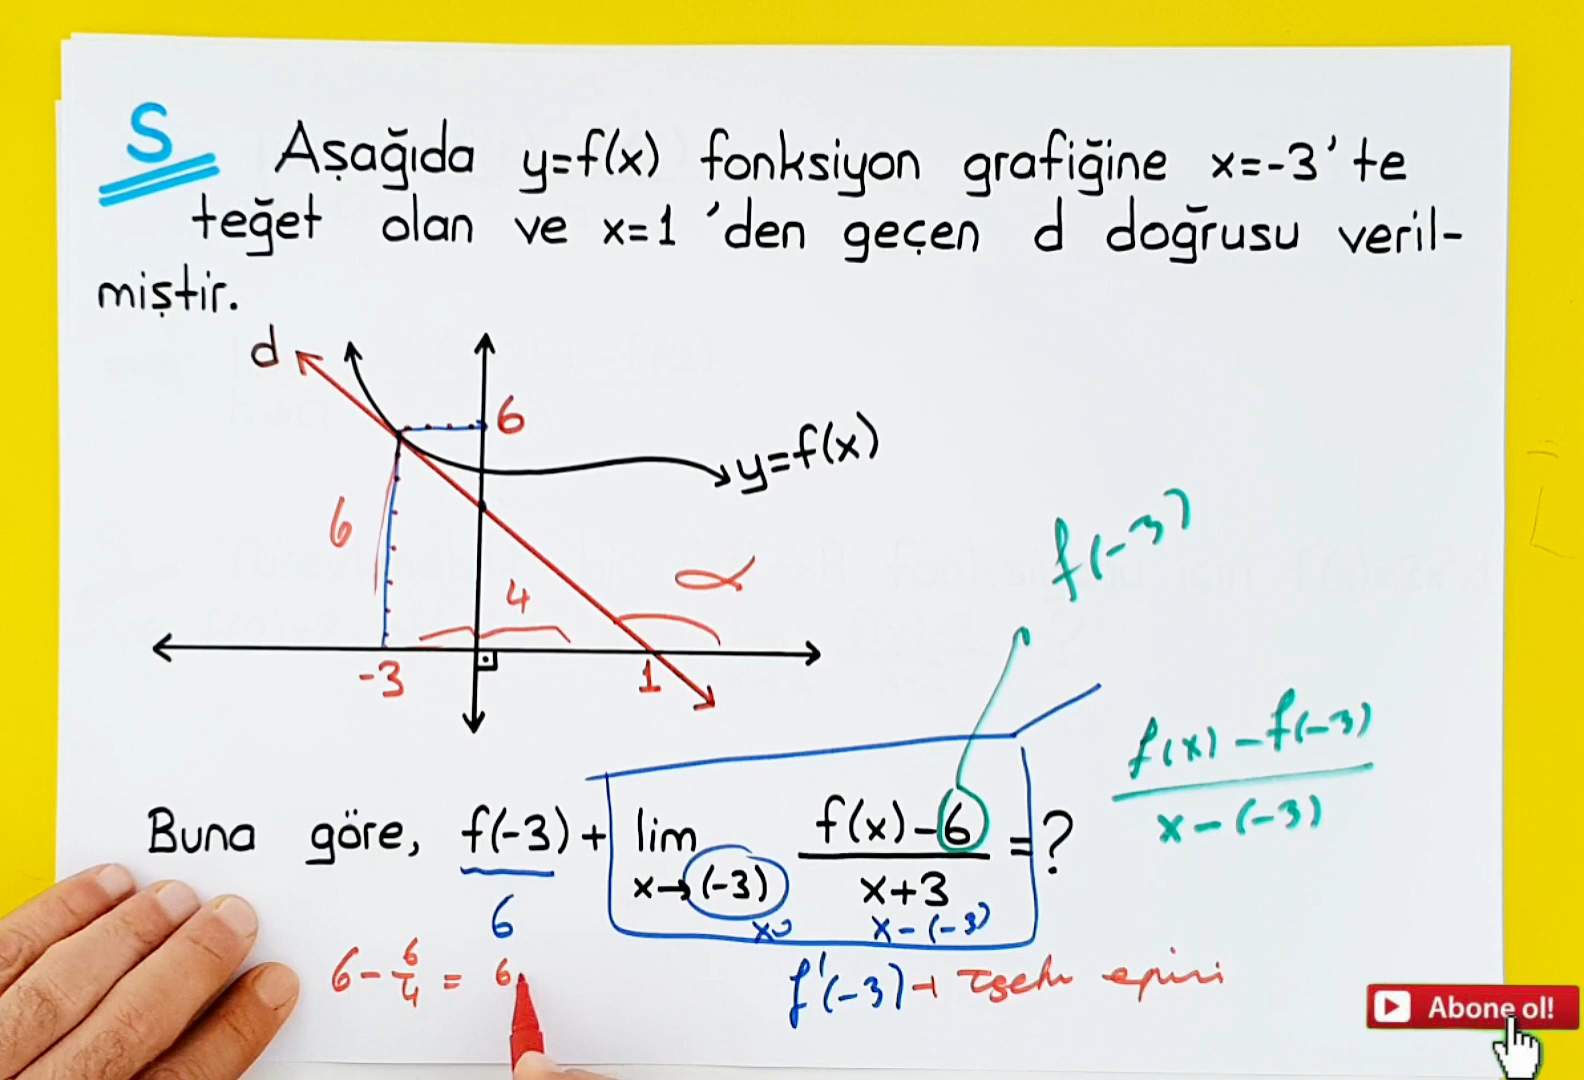 S Aşağıda y=f(x) fonksiyon grafiğine x=-3'te
teğet olan ve x=1 'den geçen d doğrusu veril-
miştir.
d
6
y=f(x)
6
f(-3)
α
4
-3
1
f(x)-f(-3)
x-(-3)
Buna göre, f(-3)+ lim f(x)-6 =?
x→(-3) x+3
6
x-(-3)
6-6/4 = 6
f'(-3)→
Abone ol!